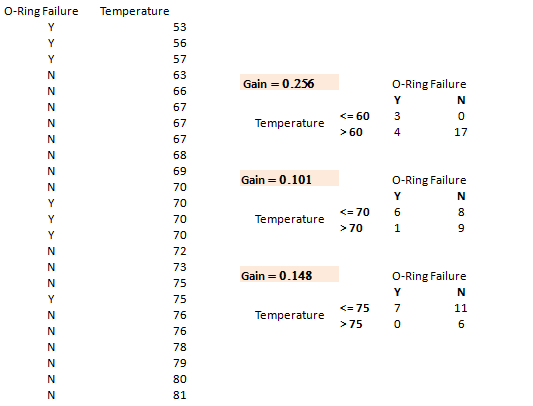 O-Ring Failure Temperature
Y 53
Y 56
Y 57
N 63
N 66
N 67
N 67
N 67
N 68
N 69
N 70
Y 70
Y 70
Y 70
N 72
N 73
N 75
Y 75
N 76
N 76
N 78
N 79
N 80
N 81
Gain = 0.256 O-Ring Failure
Y N
<= 60 3 0
Temperature
> 60 4 17
Gain = 0.101 O-Ring Failure
Y N
<= 70 6 8
Temperature
> 70 1 9
Gain = 0.148 O-Ring Failure
Y N
<= 75 7 11
Temperature
> 75 0 6